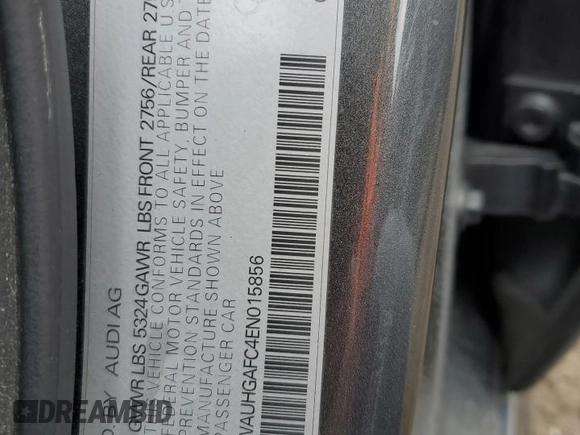 D. BY AUDI AG
GVWR LBS 5324GAWR LBS FRONT 2756/REAR 27
VEHICLE CONFORMS TO ALL APPLICABLE U S
FEDERAL MOTOR VEHICLE SAFETY, BUMPER AND
PREVENTION STANDARDS IN EFFECT ON THE DATE
MANUFACTURE SHOWN ABOVE
PASSENGER CAR
WAUHGAFC4EN015856
DREAMBID